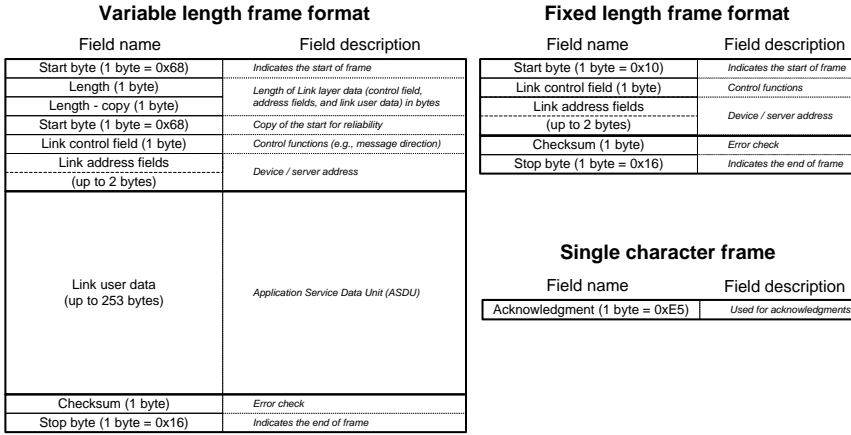 Variable length frame format
Field name Field description
Start byte (1 byte = 0x68) Indicates the start of frame
Length (1 byte) Length of Link layer data (control field,
Length - copy (1 byte) address fields, and link user data) in bytes
Start byte (1 byte = 0x68) Copy of the start for reliability
Link control field (1 byte) Control functions (e.g., message direction)
Link address fields
(up to 2 bytes)
Device / server address
Link user data
(up to 253 bytes)
Application Service Data Unit (ASDU)
Checksum (1 byte) Error check
Stop byte (1 byte = 0x16) Indicates the end of frame
Fixed length frame format
Field name Field description
Start byte (1 byte = 0x10) Indicates the start of frame
Link control field (1 byte) Control functions
Link address fields
(up to 2 bytes)
Device / server address
Checksum (1 byte) Error check
Stop byte (1 byte = 0x16) Indicates the end of frame
Single character frame
Field name Field description
Acknowledgment (1 byte = 0xE5) Used for acknowledgments